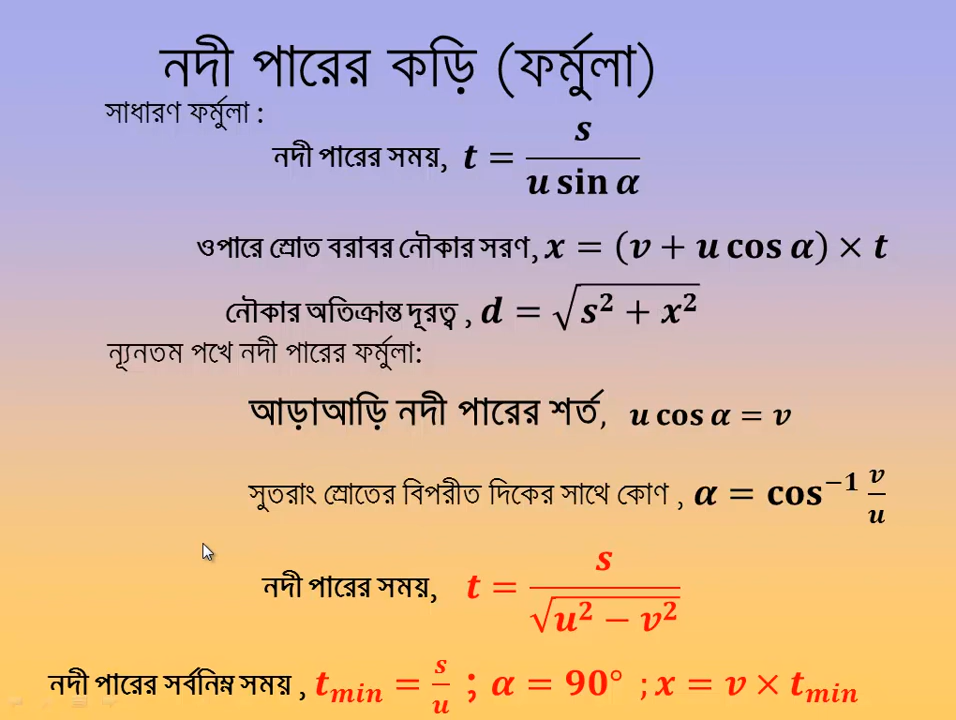 নদী পারের কড়ি (ফর্মুলা)
সাধারণ ফর্মুলা :
নদী পারের সময়, t = s / (u sin α)
ওপারে স্রোত বরাবর নৌকার সরণ, x = (v + u cos α) × t
নৌকার অতিক্রান্ত দূরত্ব , d = √(s² + x²)
ন্যূনতম পখে নদী পারের ফর্মুলা:
আড়াআড়ি নদী পারের শর্ত, u cos α = v
সুতরাং স্রোতের বিপরীত দিকের সাথে কোণ , α = cos⁻¹ v/u
নদী পারের সময়, t = s / √(u² − v²)
নদী পারের সর্বনিম্ন সময় , tₘᵢₙ = s/u ; α = 90° ; x = v × tₘᵢₙ